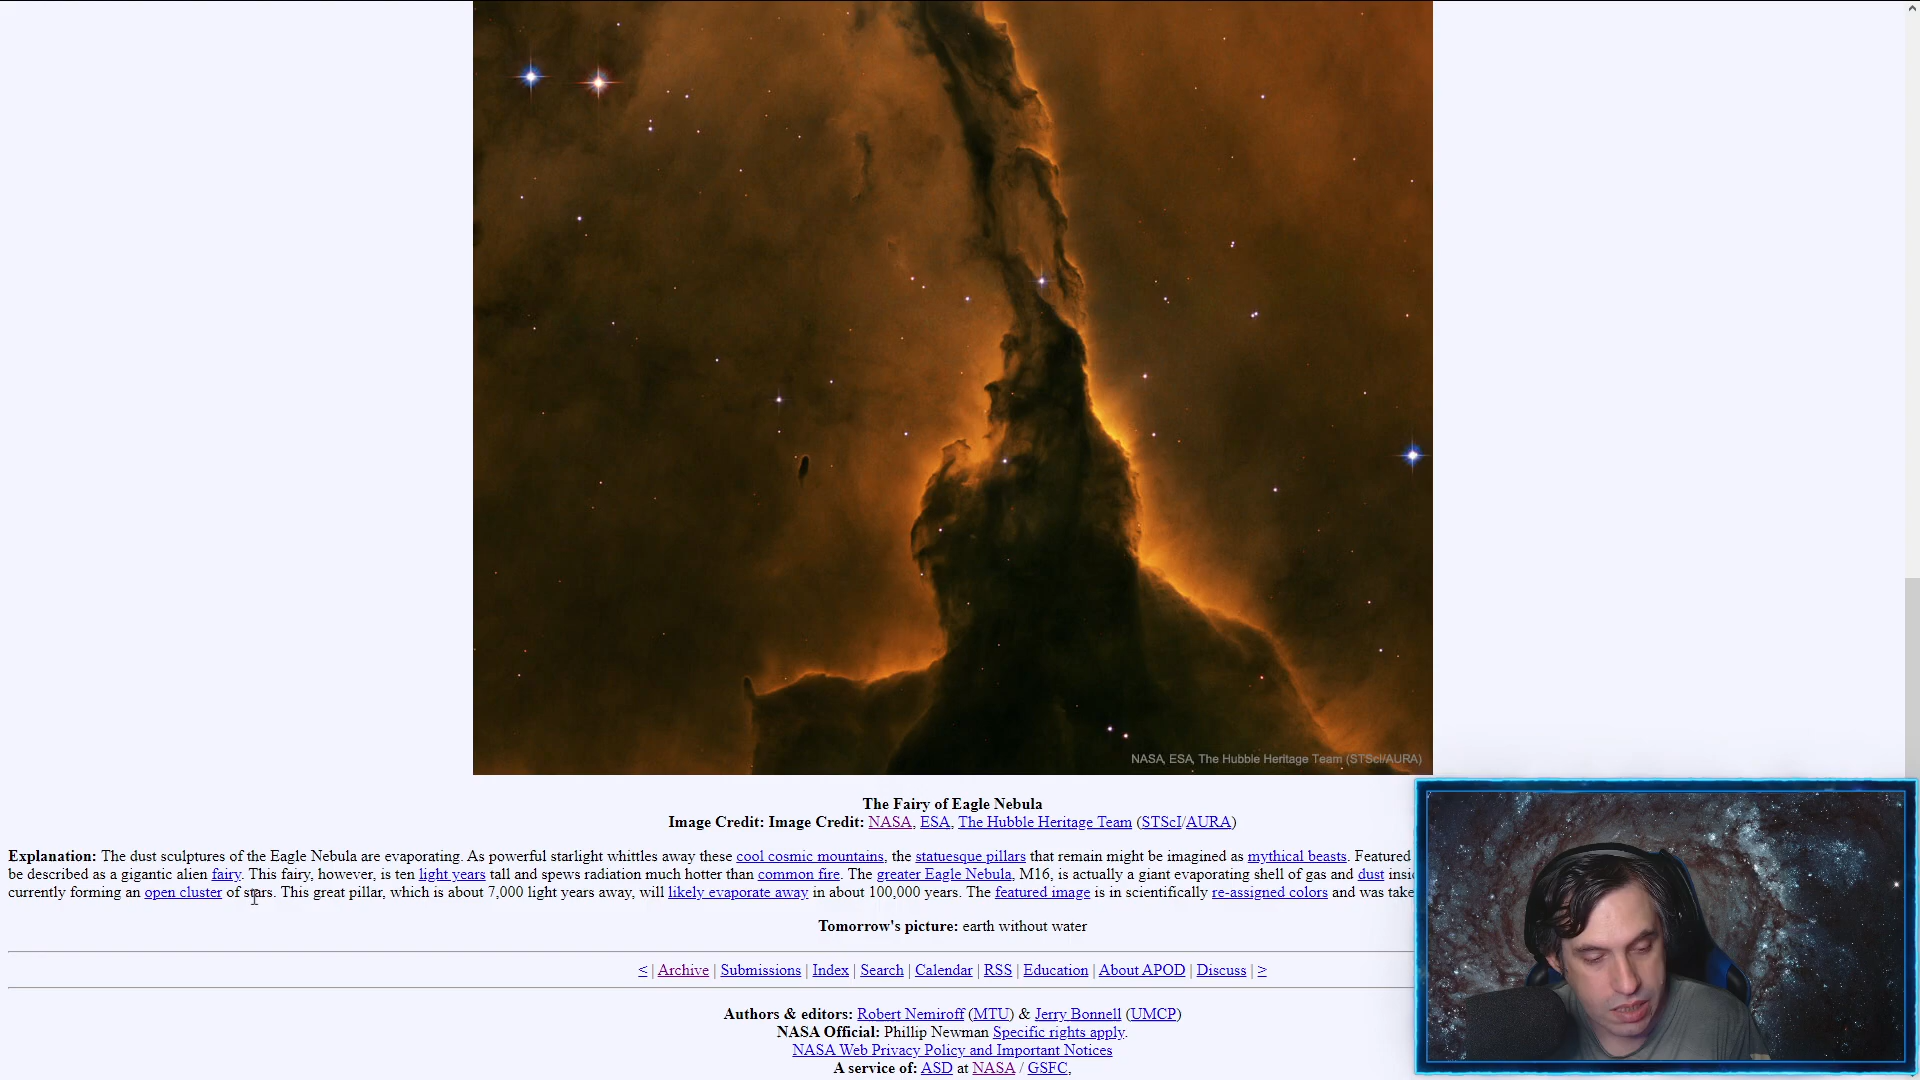 NASA, ESA, The Hubble Heritage Team (STScI/AURA)
The Fairy of Eagle Nebula
Image Credit: Image Credit: NASA, ESA, The Hubble Heritage Team (STScI/AURA)
Explanation: The dust sculptures of the Eagle Nebula are evaporating. As powerful starlight whittles away these cool cosmic mountains, the statuesque pillars that remain might be imagined as mythical beasts. Featured
be described as a gigantic alien fairy. This fairy, however, is ten light years tall and spews radiation much hotter than common fire. The greater Eagle Nebula, M16, is actually a giant evaporating shell of gas and dust
currently forming an open cluster of stars. This great pillar, which is about 7,000 light years away, will likely evaporate away in about 100,000 years. The featured image is in scientifically re-assigned colors and was
Tomorrow's picture: earth without water
< | Archive | Submissions | Index | Search | Calendar | RSS | Education | About APOD | Discuss | >
Authors & editors: Robert Nemiroff (MTU) & Jerry Bonnell (UMCP)
NASA Official: Phillip Newman Specific rights apply.
NASA Web Privacy Policy and Important Notices
A service of: ASD at NASA / GSFC,